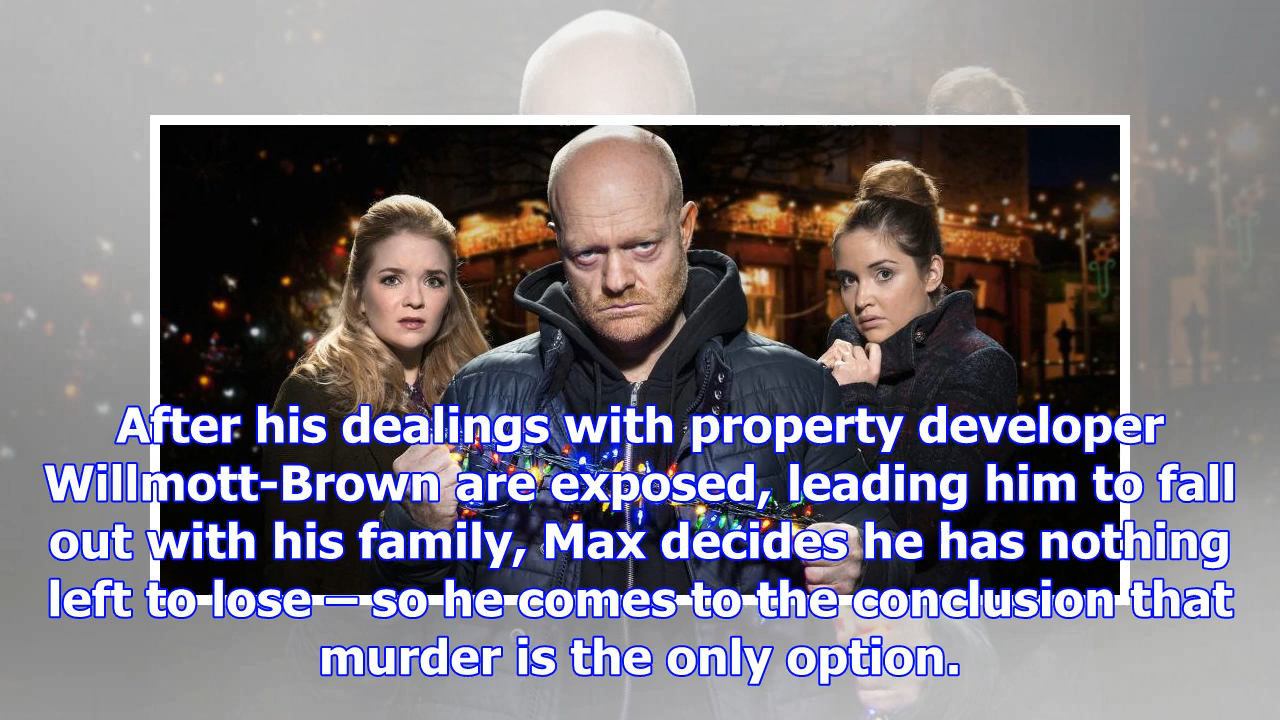 After his dealings with property developer
Willmott-Brown are exposed, leading him to fall
out with his family, Max decides he has nothing
left to lose – so he comes to the conclusion that
murder is the only option.